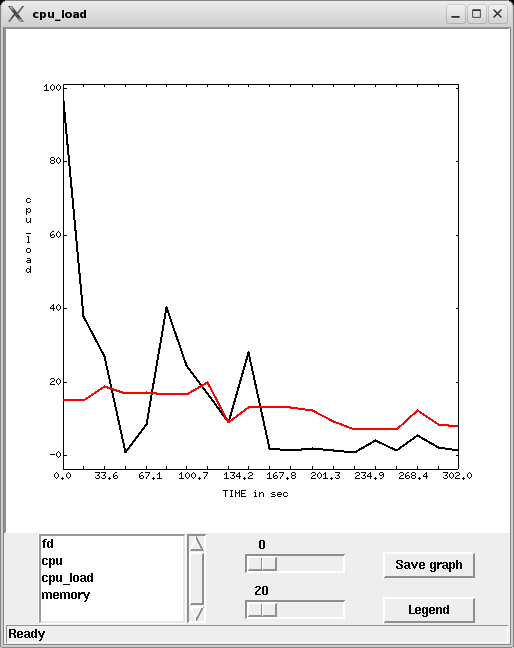 cpu_load
100
80
60
40
20
-0
cpu_load
0.0 33.6 67.1 100.7 134.2 167.8 201.3 234.9 268.4 302.0
TIME in sec
fd
cpu
cpu_load
memory
0
20
Save graph
Legend
Ready